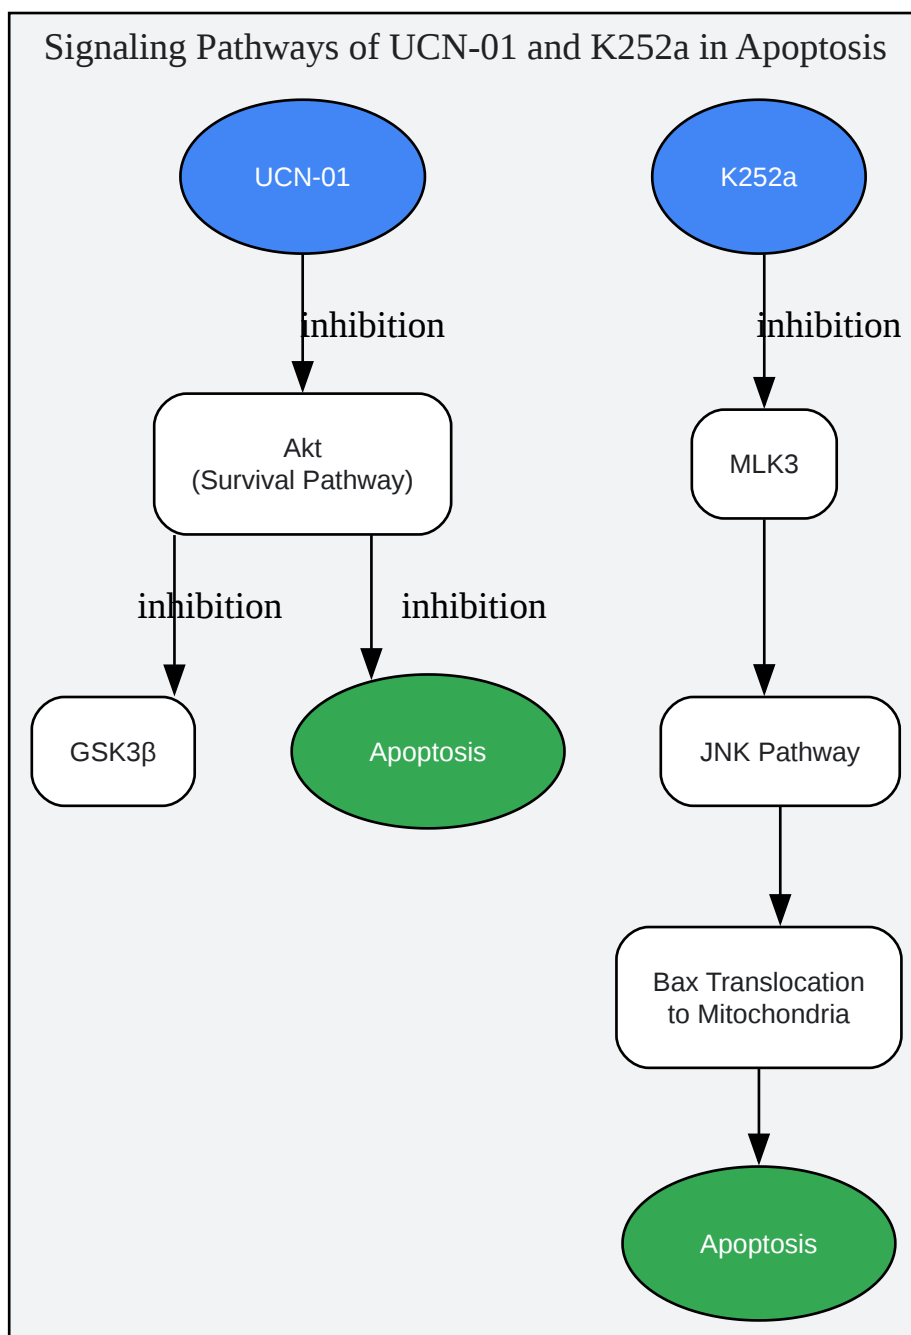 Signaling Pathways of UCN-01 and K252a in Apoptosis
UCN-01
K252a
inhibition
inhibition
Akt
(Survival Pathway)
MLK3
inhibition
inhibition
GSK3β
Apoptosis
JNK Pathway
Bax Translocation
to Mitochondria
Apoptosis